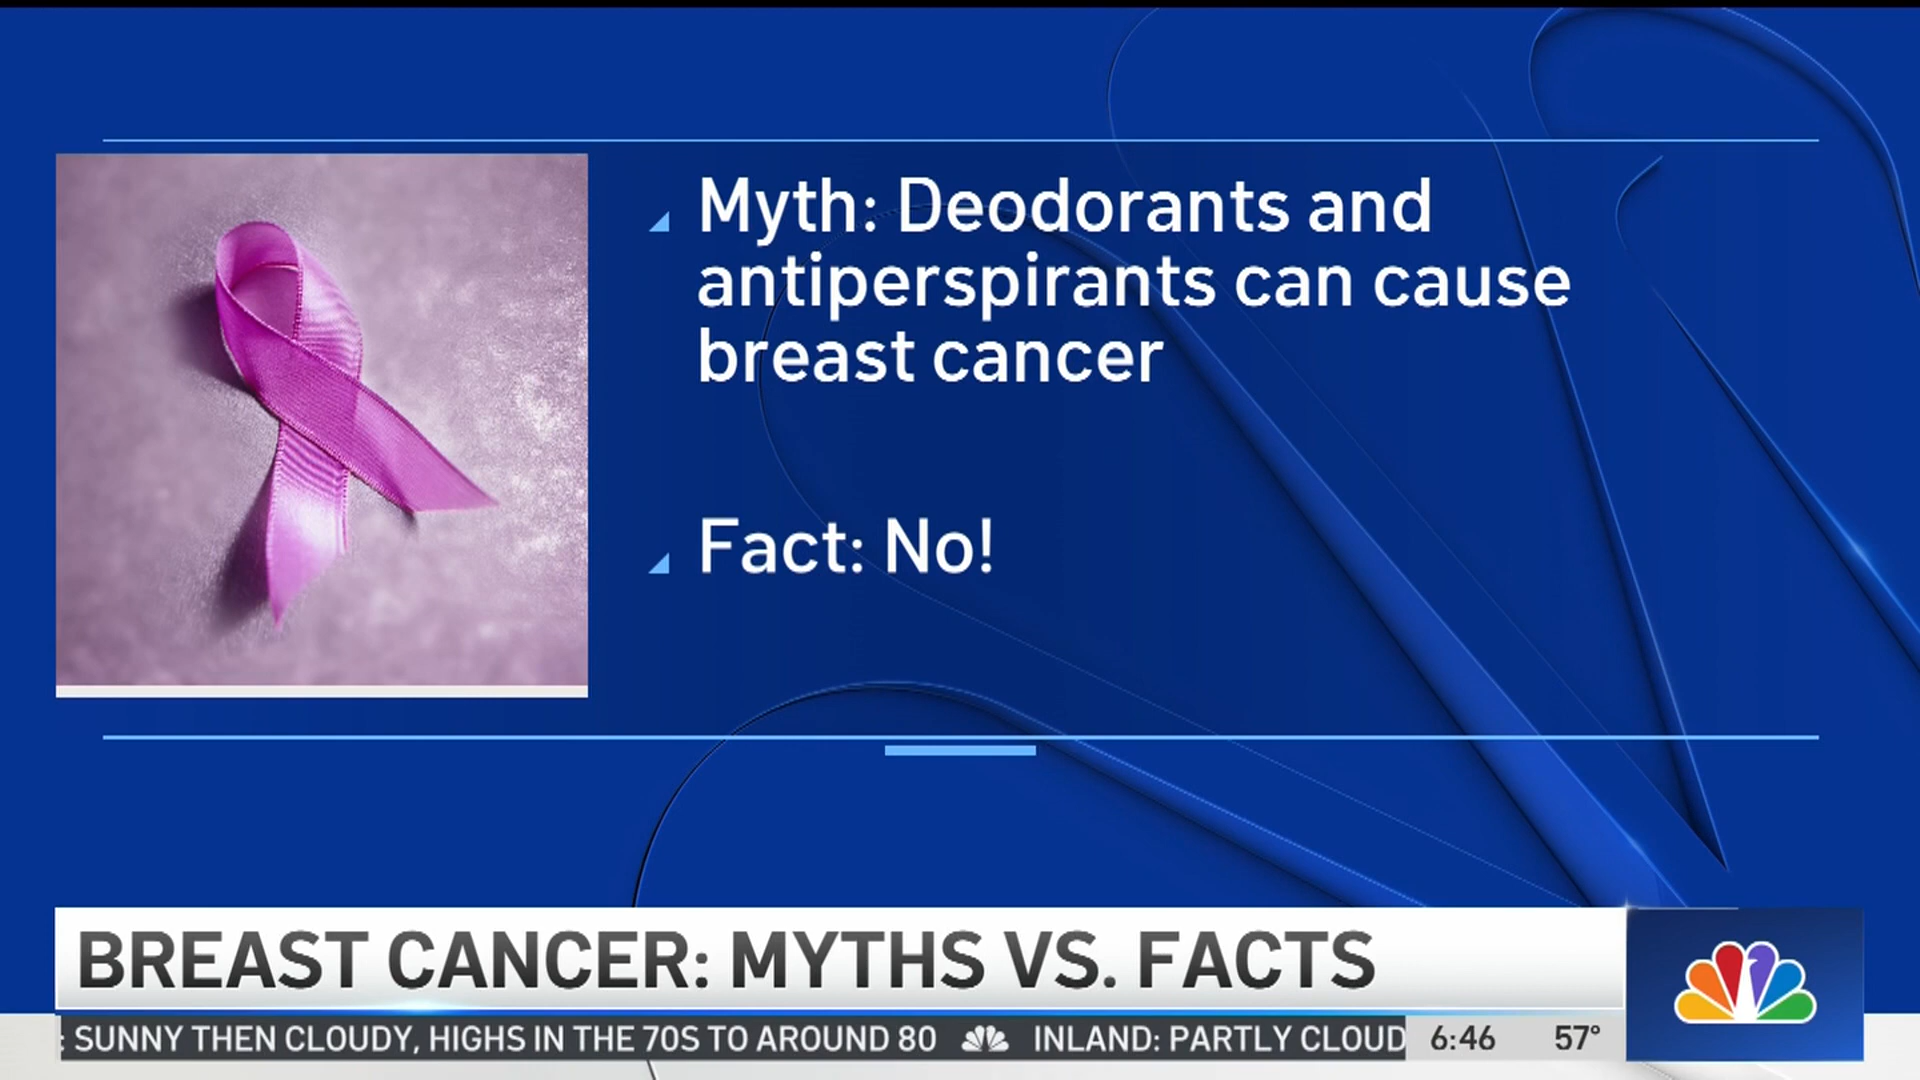 Myth: Deodorants and
antiperspirants can cause
breast cancer
Fact: No!
BREAST CANCER: MYTHS VS. FACTS
: SUNNY THEN CLOUDY, HIGHS IN THE 70S TO AROUND 80 INLAND: PARTLY CLOUD 6:46 57°